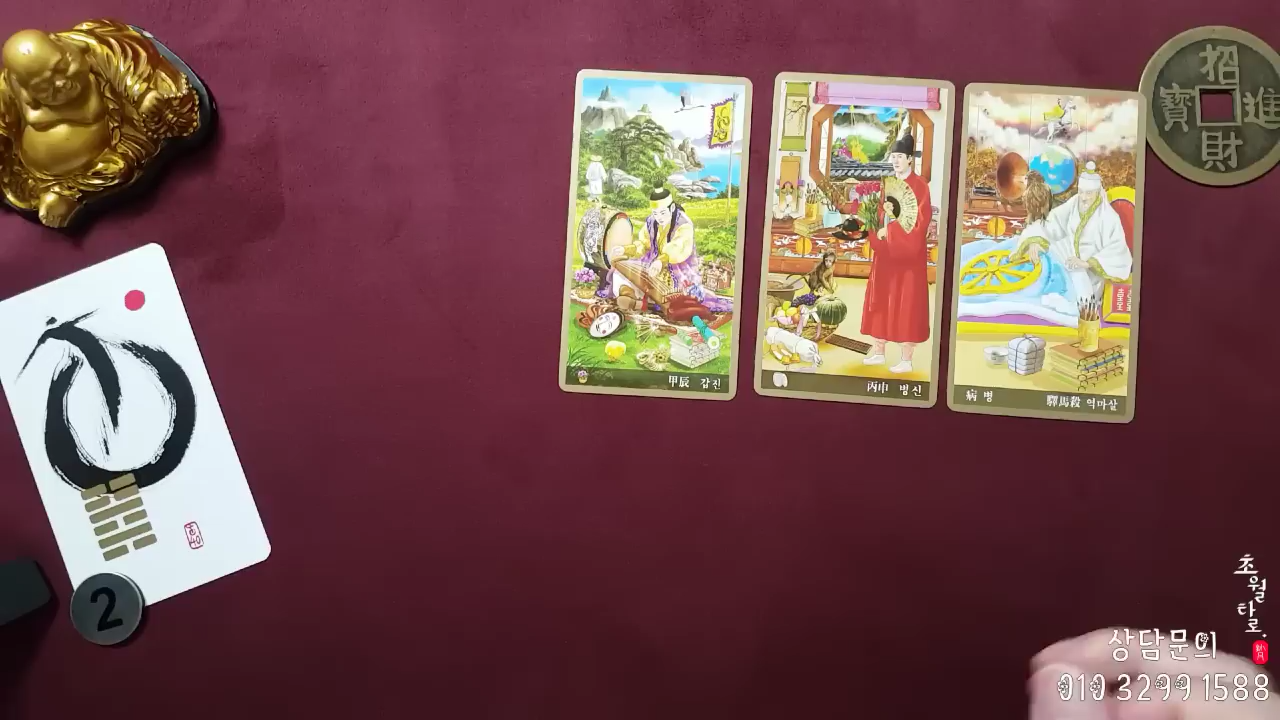 招
寶 進
財
甲辰 갑진
丙申 병신
病 병 驛馬殺 역마살
2
초월
타로.
상담문의
010 3299 1588